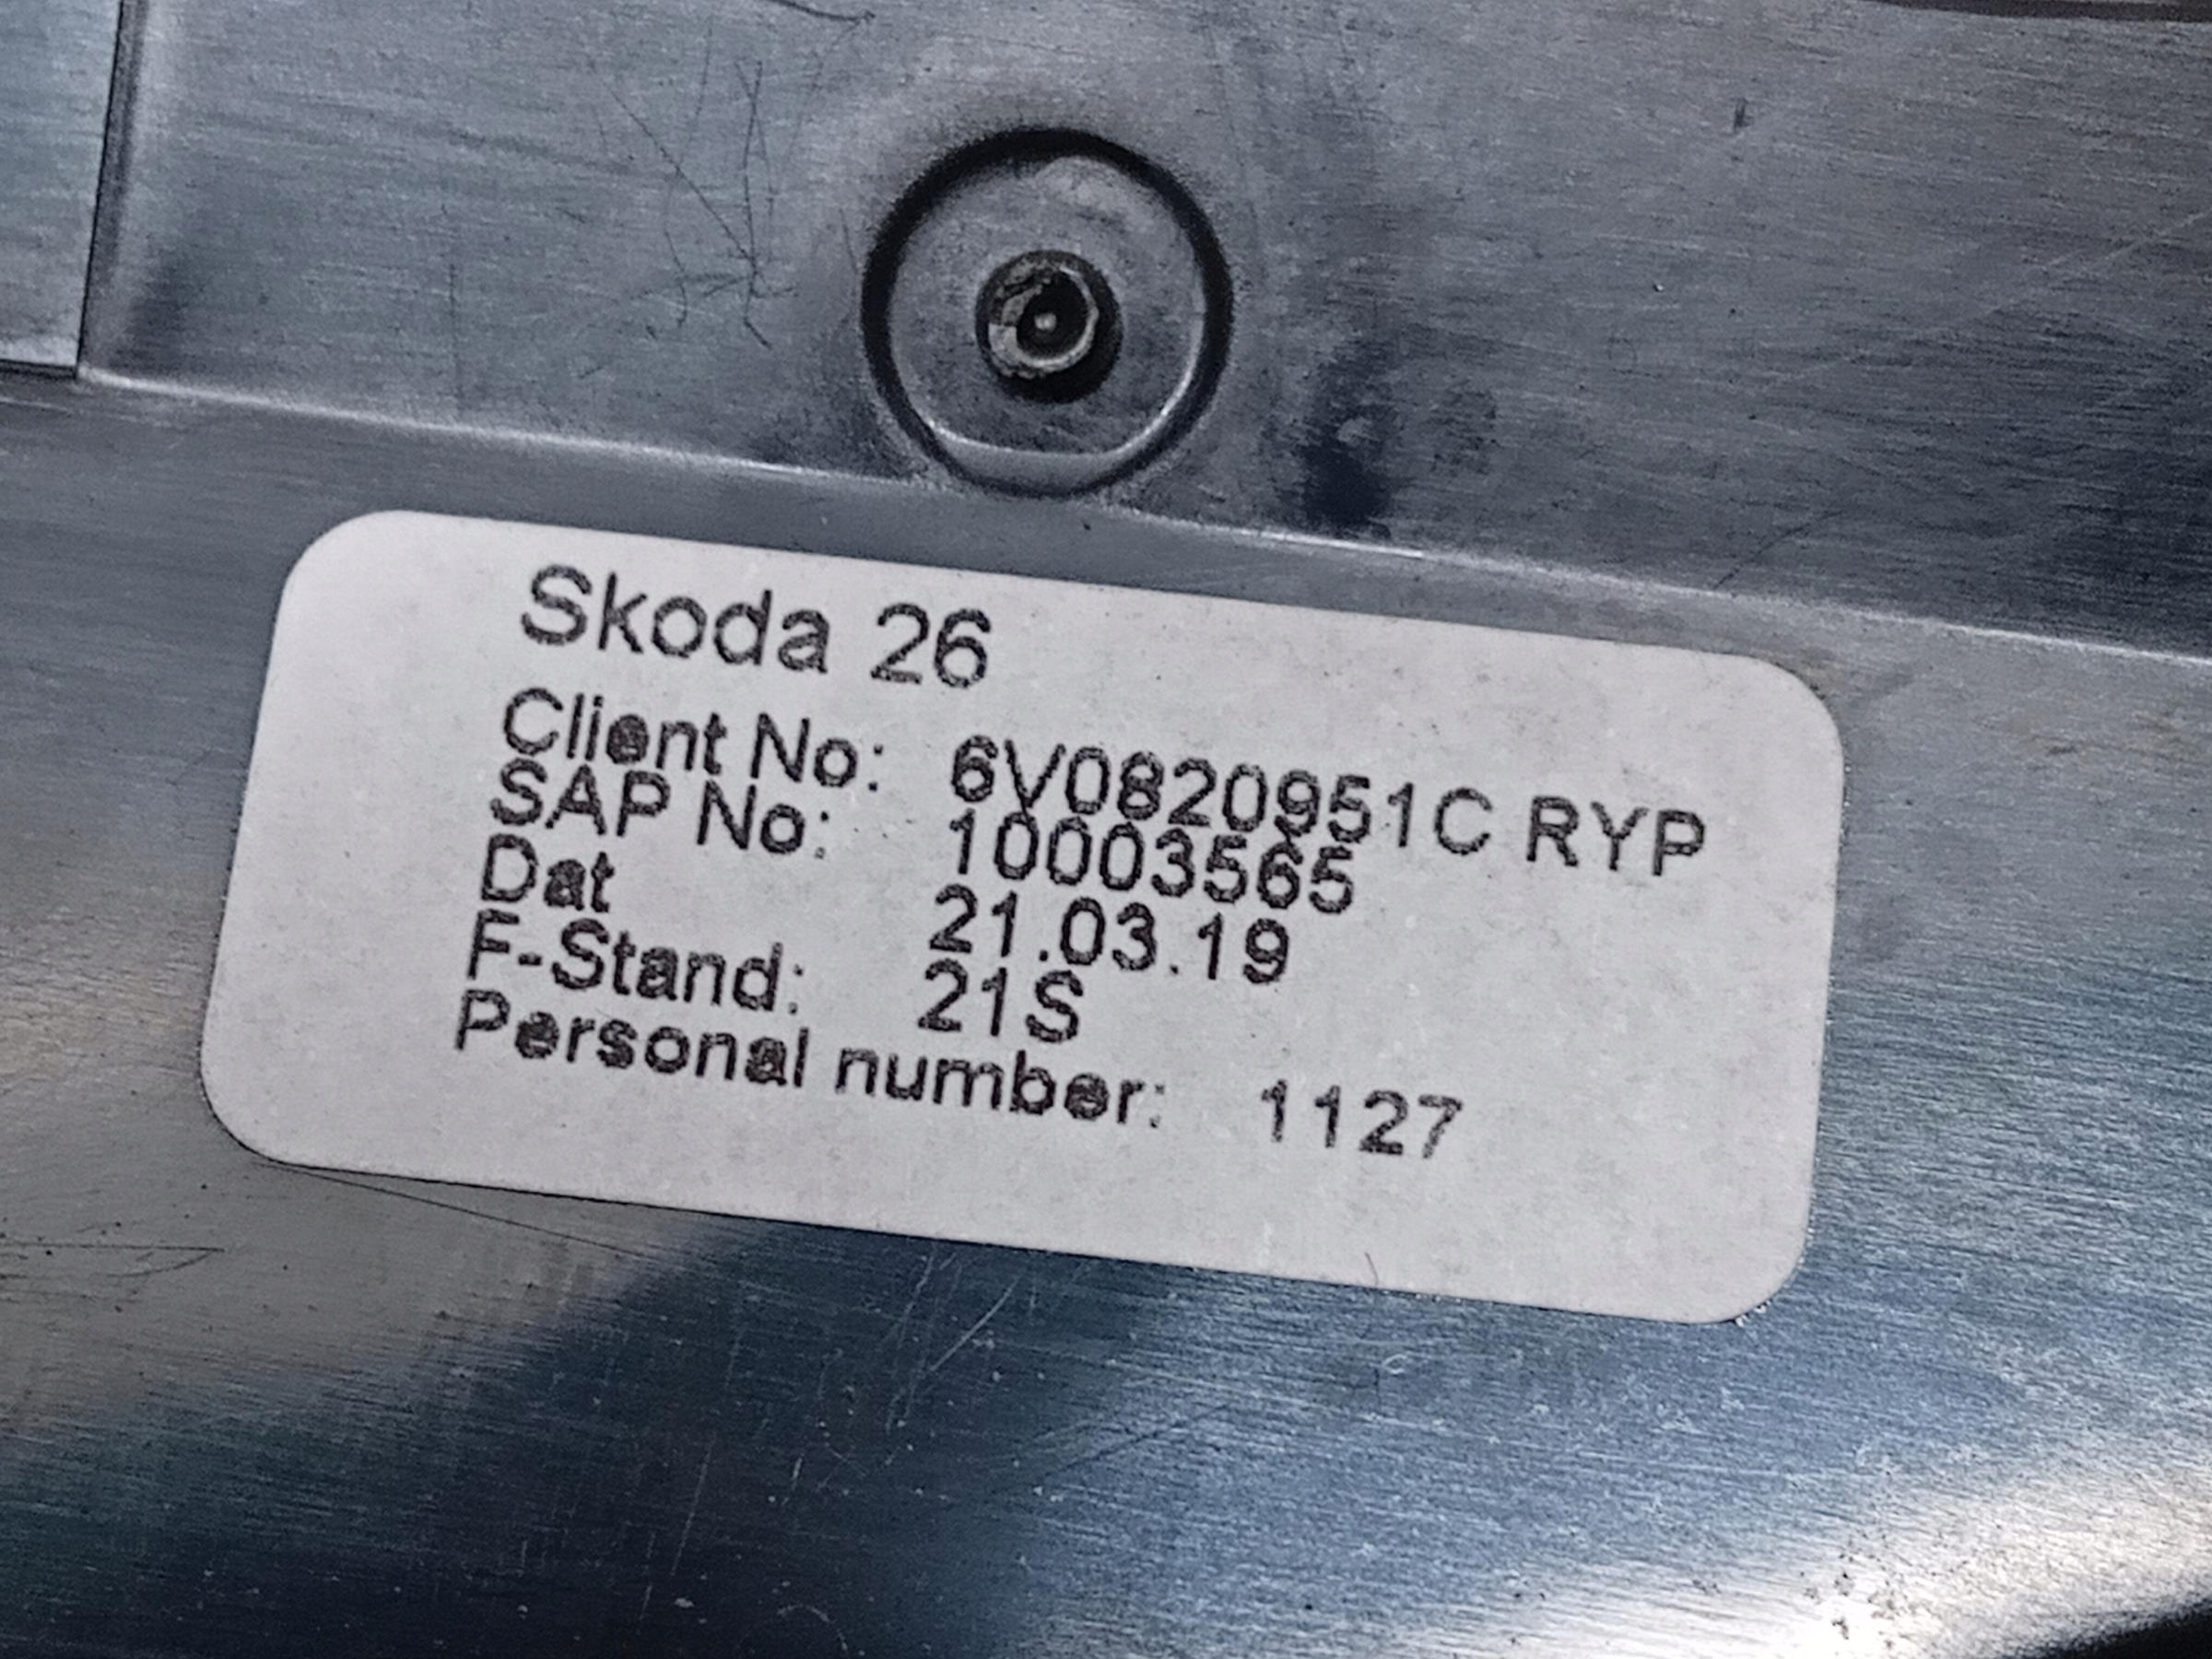 Skoda 26
Client No: 6V0820951C RYP
SAP No: 10003565
Dat 21.03.19
F-Stand: 21S
Personal number: 1127